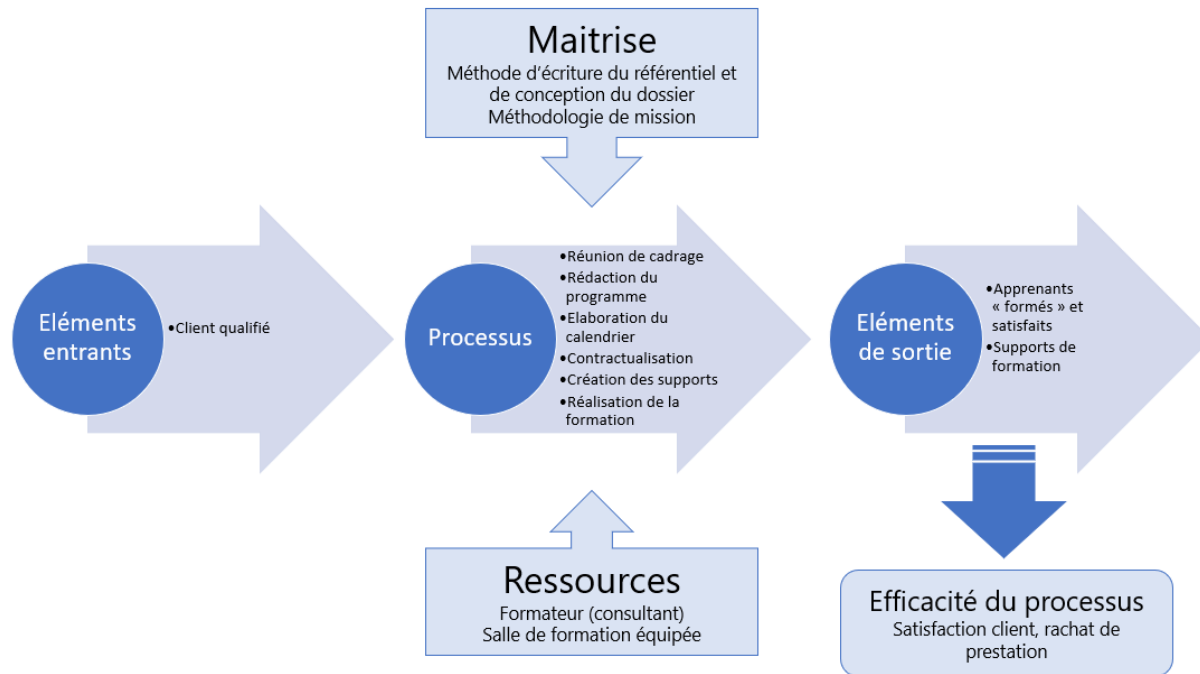 Maitrise
Méthode d’écriture du référentiel et
de conception du dossier
Méthodologie de mission
Eléments
entrants
•Client qualifié
Processus
•Réunion de cadrage
•Rédaction du
programme
•Elaboration du
calendrier
•Contractualisation
•Création des supports
•Réalisation de la
formation
Eléments
de sortie
•Apprenants
« formés » et
satisfaits
•Supports de
formation
Ressources
Formateur (consultant)
Salle de formation équipée
Efficacité du processus
Satisfaction client, rachat de
prestation